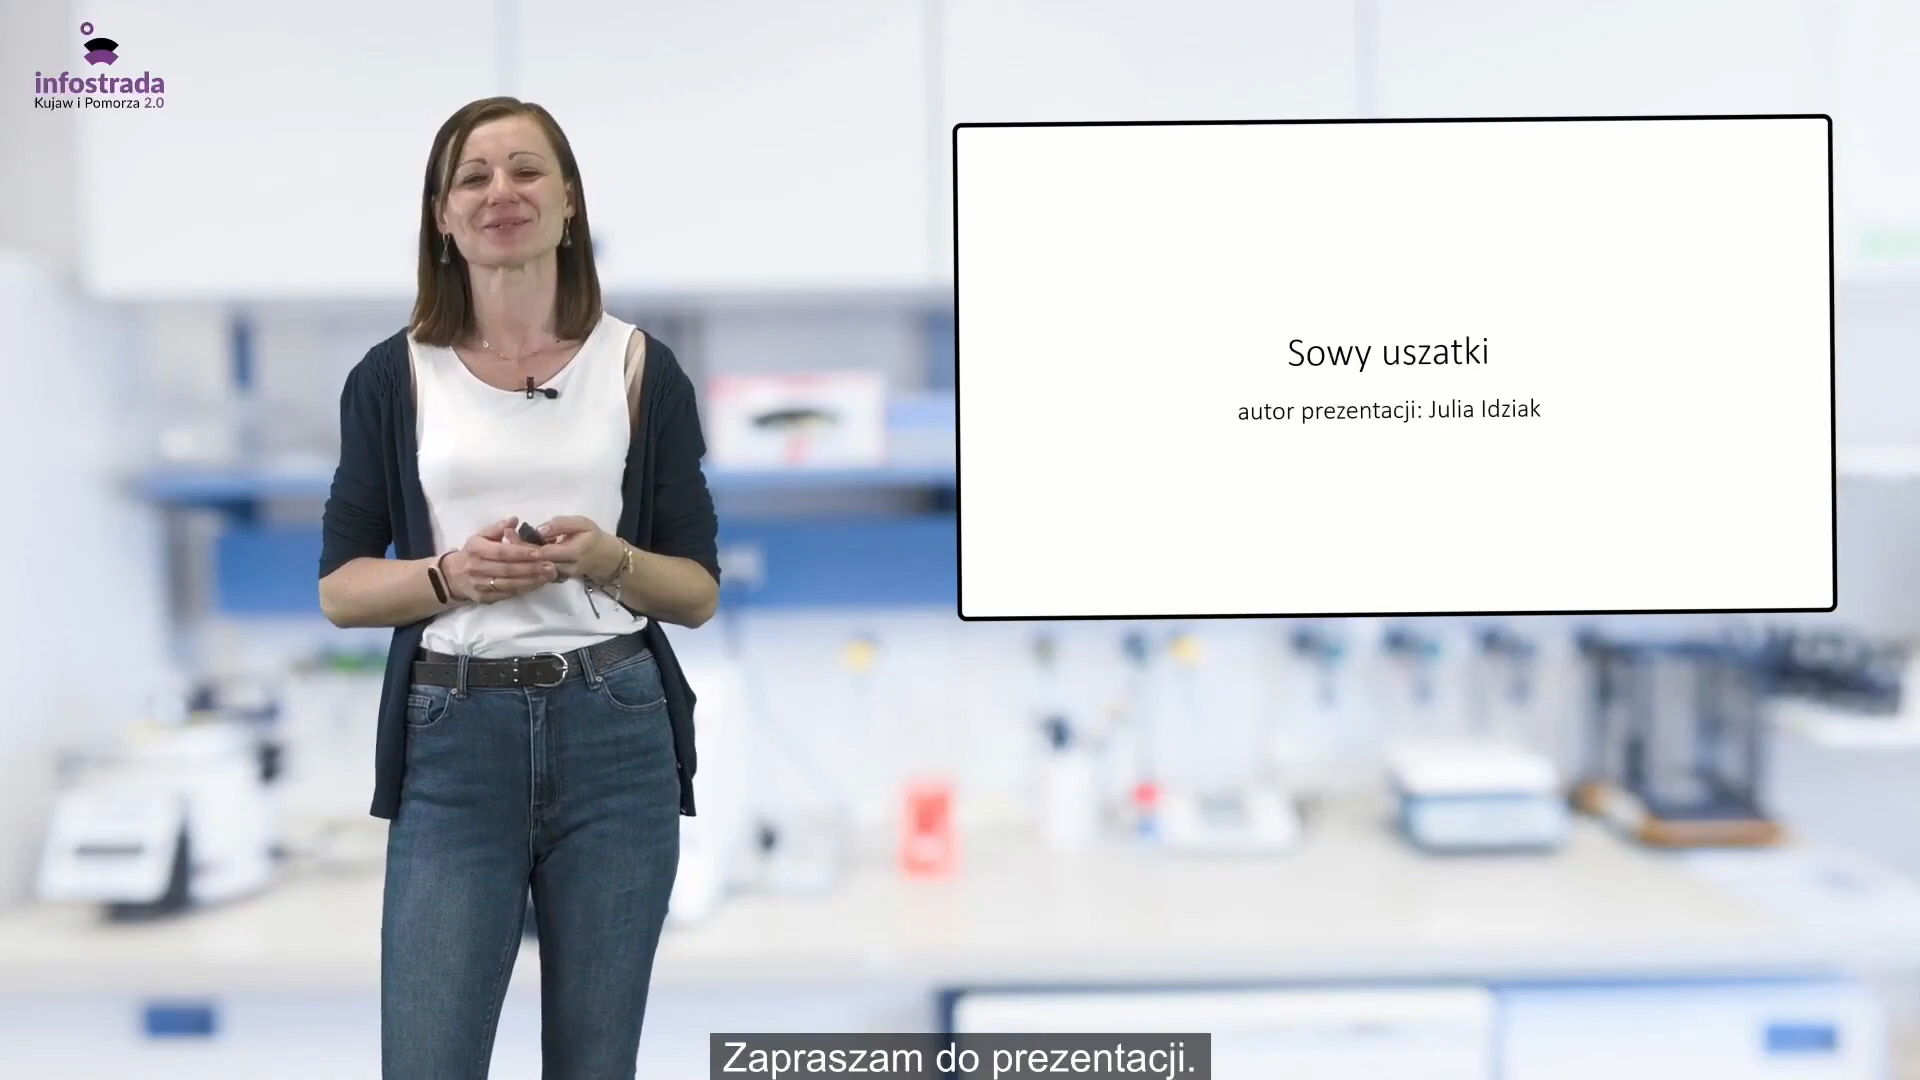 infostrada
Kujaw i Pomorza 2.0
Sowy uszatki
autor prezentacji: Julia Idziak
Zapraszam do prezentacji.